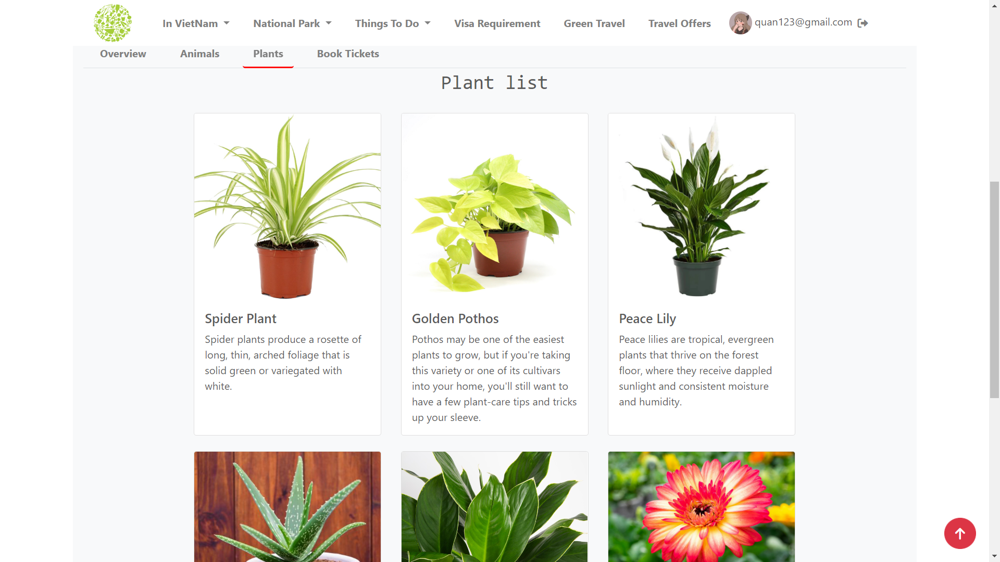 In VietNam
National Park
Things To Do
Visa Requirement
Green Travel
Travel Offers
quan123@gmail.com
Overview
Animals
Plants
Book Tickets
Plant list
Spider Plant
Spider plants produce a rosette of
long, thin, arched foliage that is
solid green or variegated with
white.
Golden Pothos
Pothos may be one of the easiest
plants to grow, but if you're taking
this variety or one of its cultivars
into your home, you'll still want to
have a few plant-care tips and tricks
up your sleeve.
Peace Lily
Peace lilies are tropical, evergreen
plants that thrive on the forest
floor, where they receive dappled
sunlight and consistent moisture
and humidity.